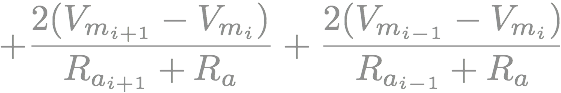 $+\frac{2(V_{m_{i+1}} - V_{m_i})}{R_{a_{i+1}} + R_a} + \frac{2(V_{m_{i-1}} - V_{m_i})}{R_{a_{i-1}} + R_a}$